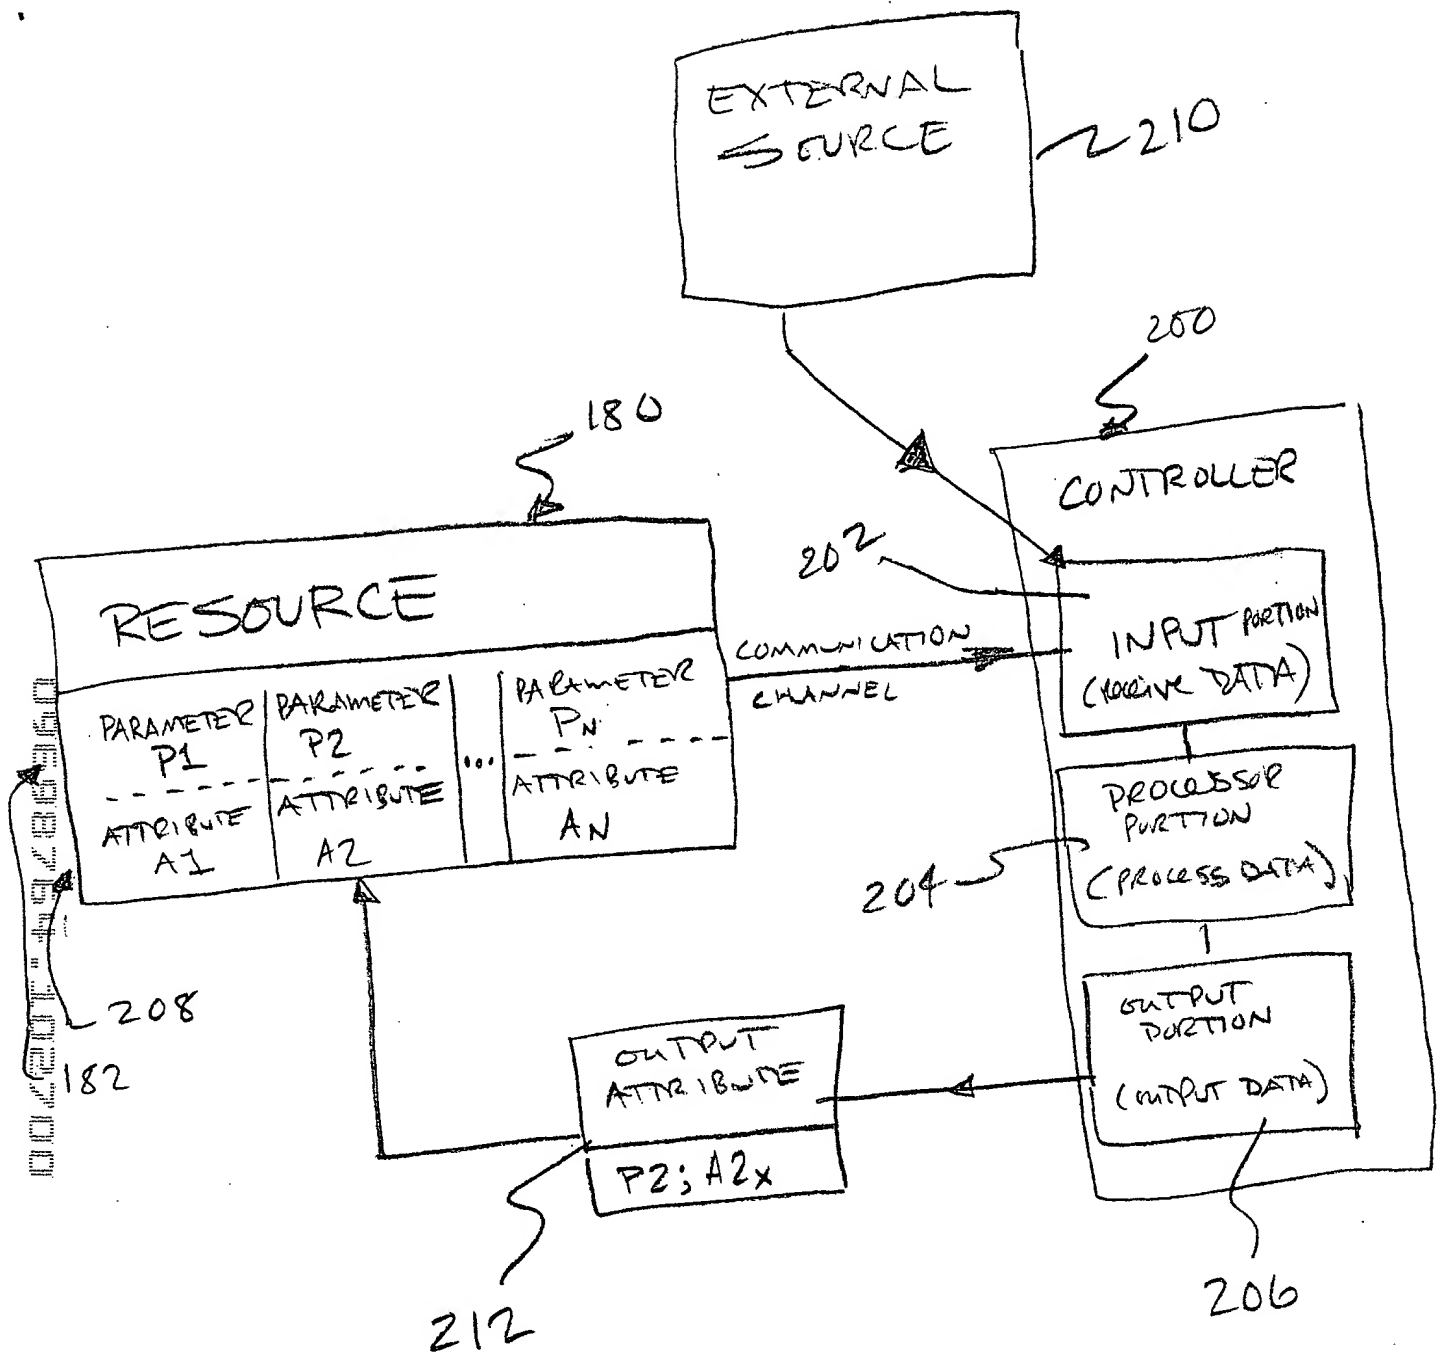 EXTERNAL
SOURCE
210
200
180
CONTROLLER
202
RESOURCE
INPUT PORTION
(RECEIVE DATA)
COMMUNICATION
CHANNEL
PARAMETER
P1
PARAMETER
P2
...
PARAMETER
PN
ATTRIBUTE
A1
ATTRIBUTE
A2
ATTRIBUTE
AN
PROCESSOR
PORTION
(PROCESS DATA)
204
208
182
OUTPUT
PORTION
(OUTPUT DATA)
OUTPUT
ATTRIBUTE
P2; A2x
212
206